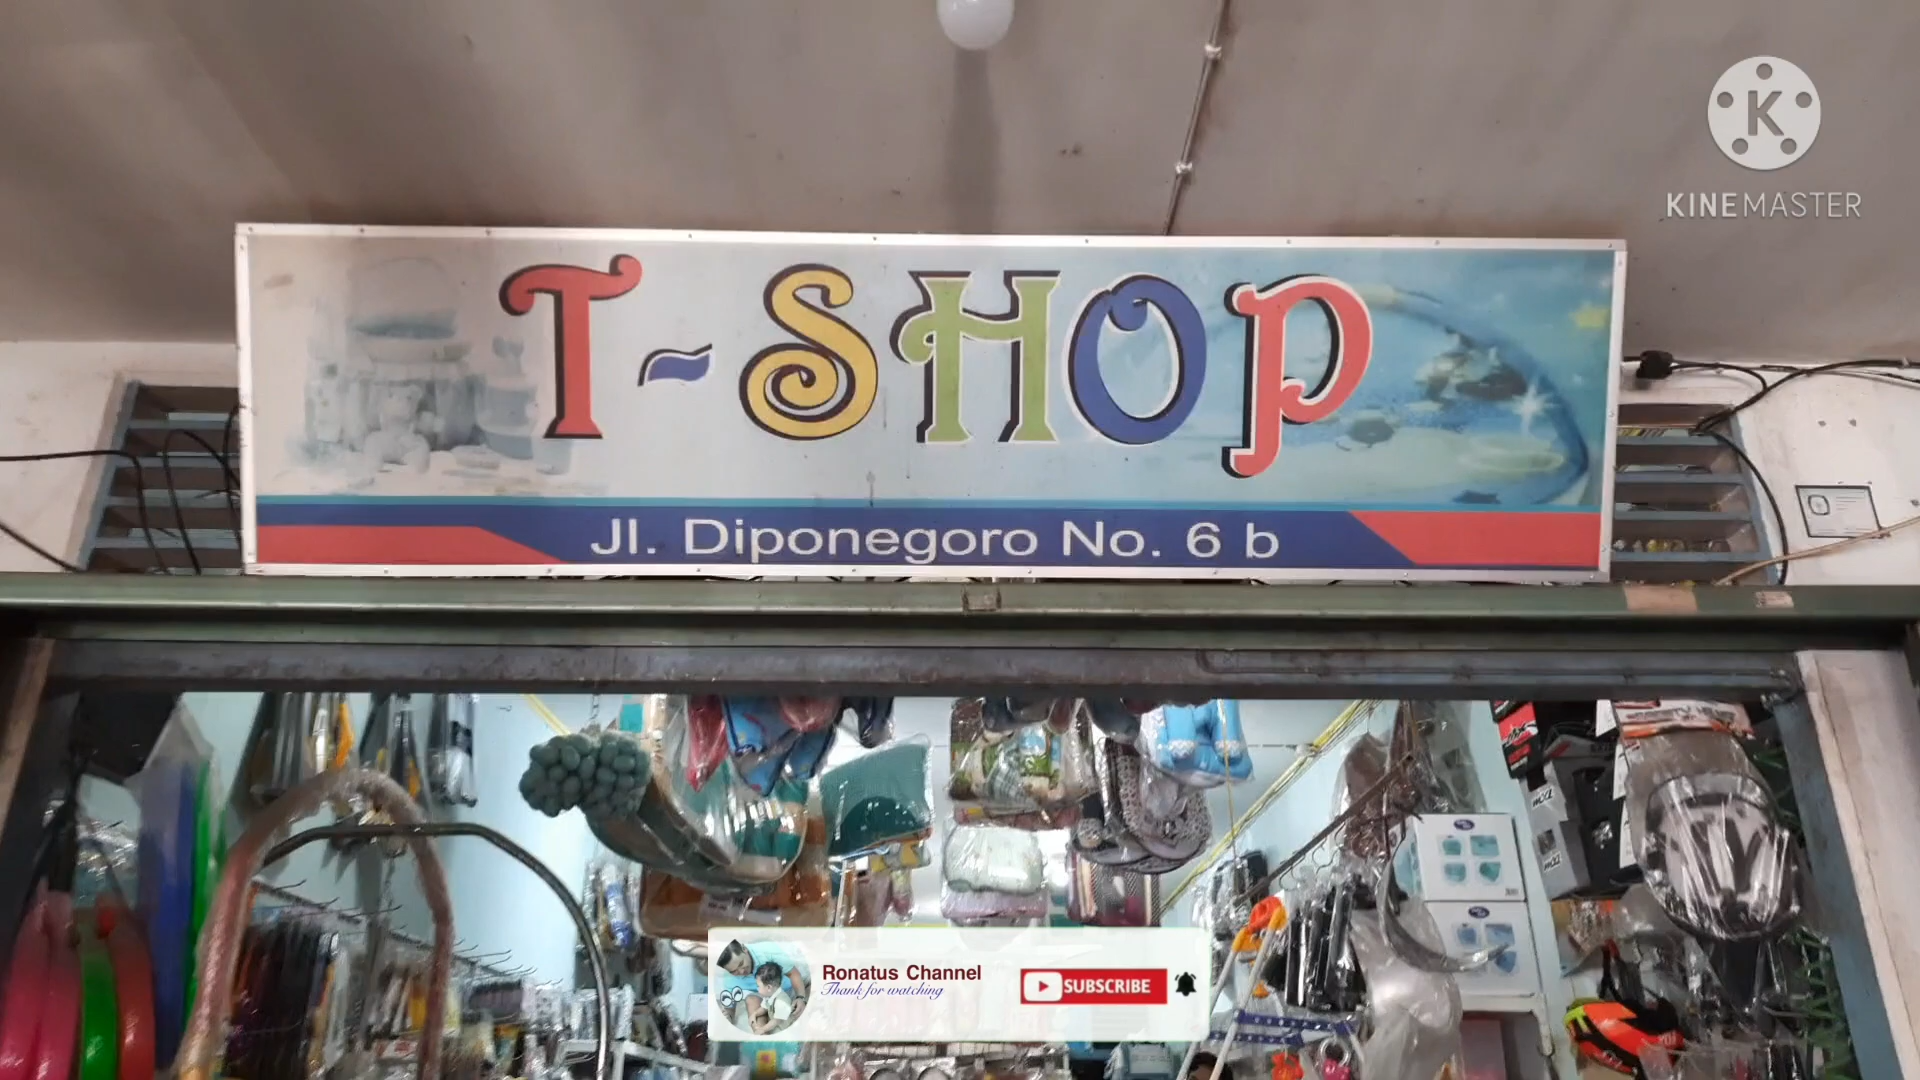 K
KINEMASTER
T-SHOP
Jl. Diponegoro No. 6 b
Ronatus Channel
Thank for watching
SUBSCRIBE